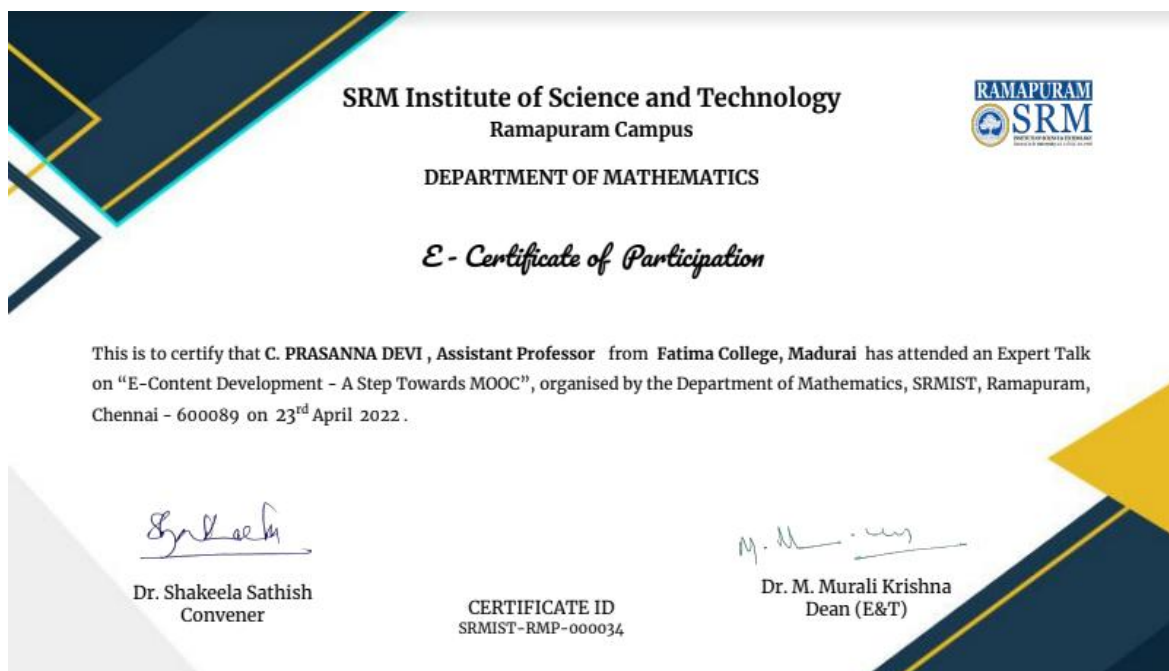 SRM Institute of Science and Technology
Ramapuram Campus
RAMAPURAM
SRM
DEPARTMENT OF MATHEMATICS
E - Certificate of Participation
This is to certify that C. PRASANNA DEVI , Assistant Professor from Fatima College, Madurai has attended an Expert Talk
on “E-Content Development - A Step Towards MOOC”, organised by the Department of Mathematics, SRMIST, Ramapuram,
Chennai - 600089 on 23rd April 2022 .
Dr. Shakeela Sathish
Convener
CERTIFICATE ID
SRMIST-RMP-000034
Dr. M. Murali Krishna
Dean (E&T)